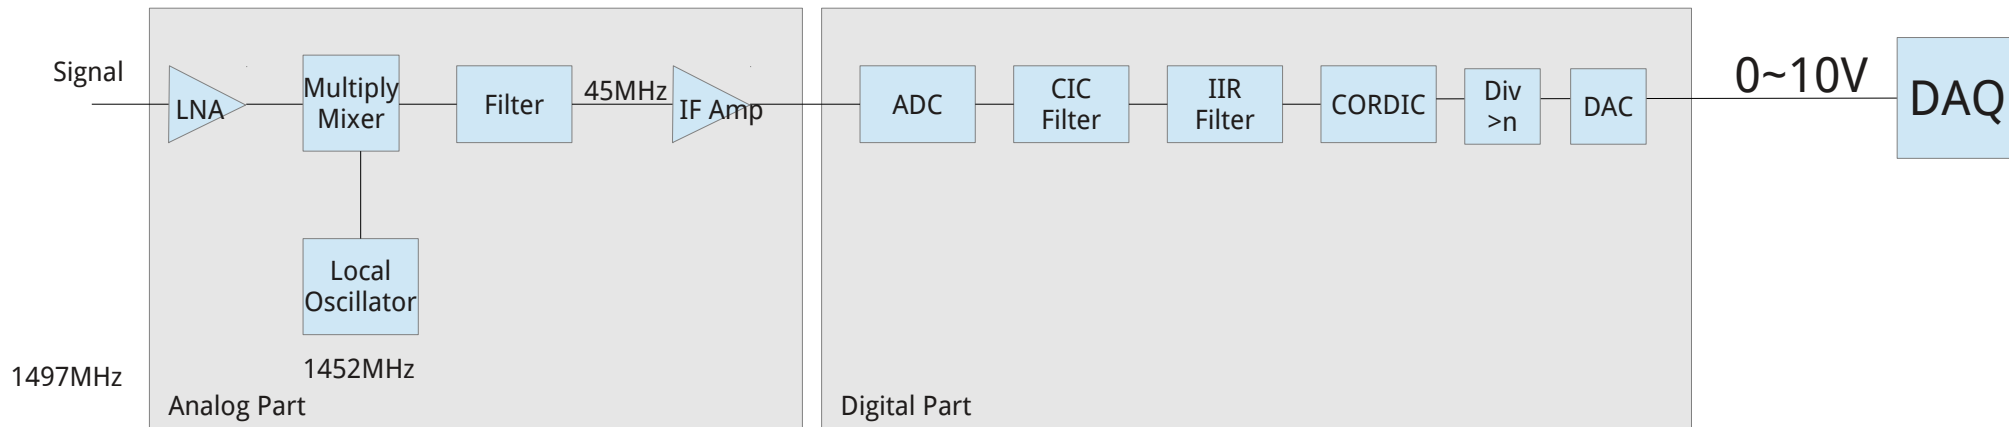 Signal
LNA
Multiply
Mixer
Filter
45MHz
IF Amp
ADC
CIC
Filter
IIR
Filter
CORDIC
Div
>n
DAC
0~10V
DAQ
Local
Oscillator
1452MHz
1497MHz
Analog Part
Digital Part